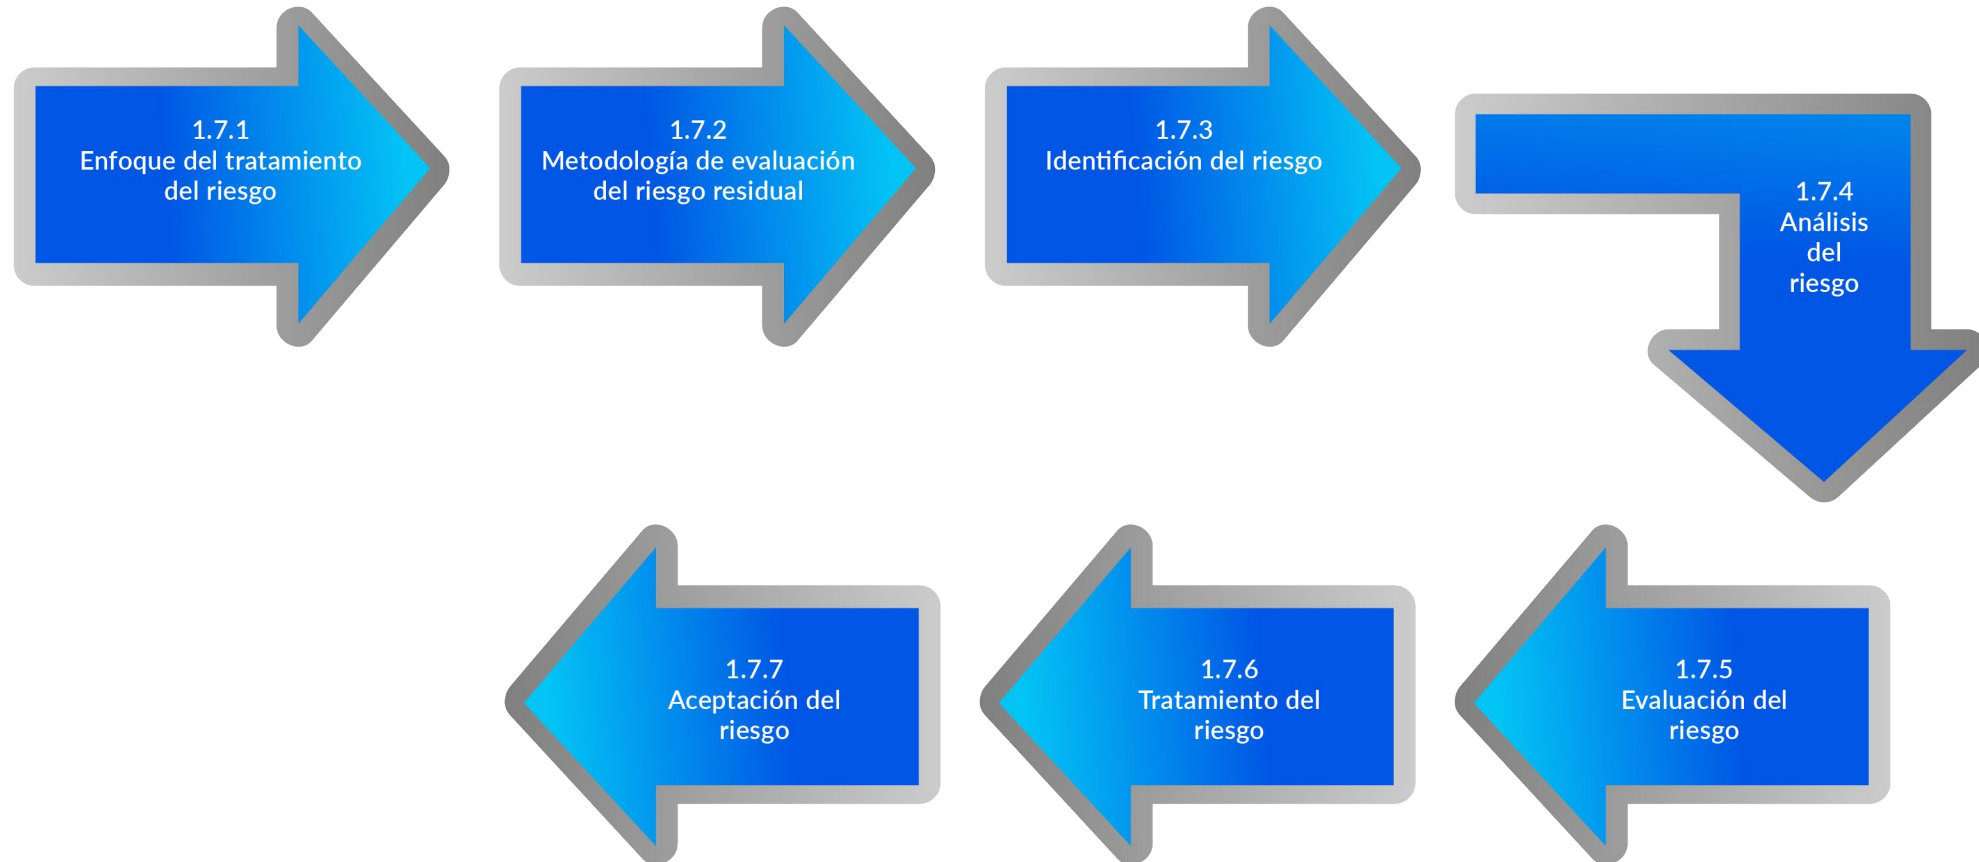 1.7.1
Enfoque del tratamiento
del riesgo
1.7.2
Metodología de evaluación
del riesgo residual
1.7.3
Identificación del riesgo
1.7.4
Análisis
del
riesgo
1.7.5
Evaluación del
riesgo
1.7.6
Tratamiento del
riesgo
1.7.7
Aceptación del
riesgo